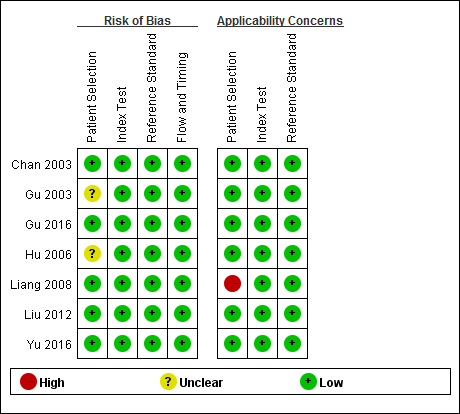 Risk of Bias Applicability Concerns
Patient Selection Index Test Reference Standard Flow and Timing Patient Selection Index Test Reference Standard
Chan 2003 + + + + + + +
Gu 2003 ? + + + + + +
Gu 2016 + + + + + + +
Hu 2006 ? + + + + + +
Liang 2008 + + + + - + +
Liu 2012 + + + + + + +
Yu 2016 + + + + + + +
- High ? Unclear + Low